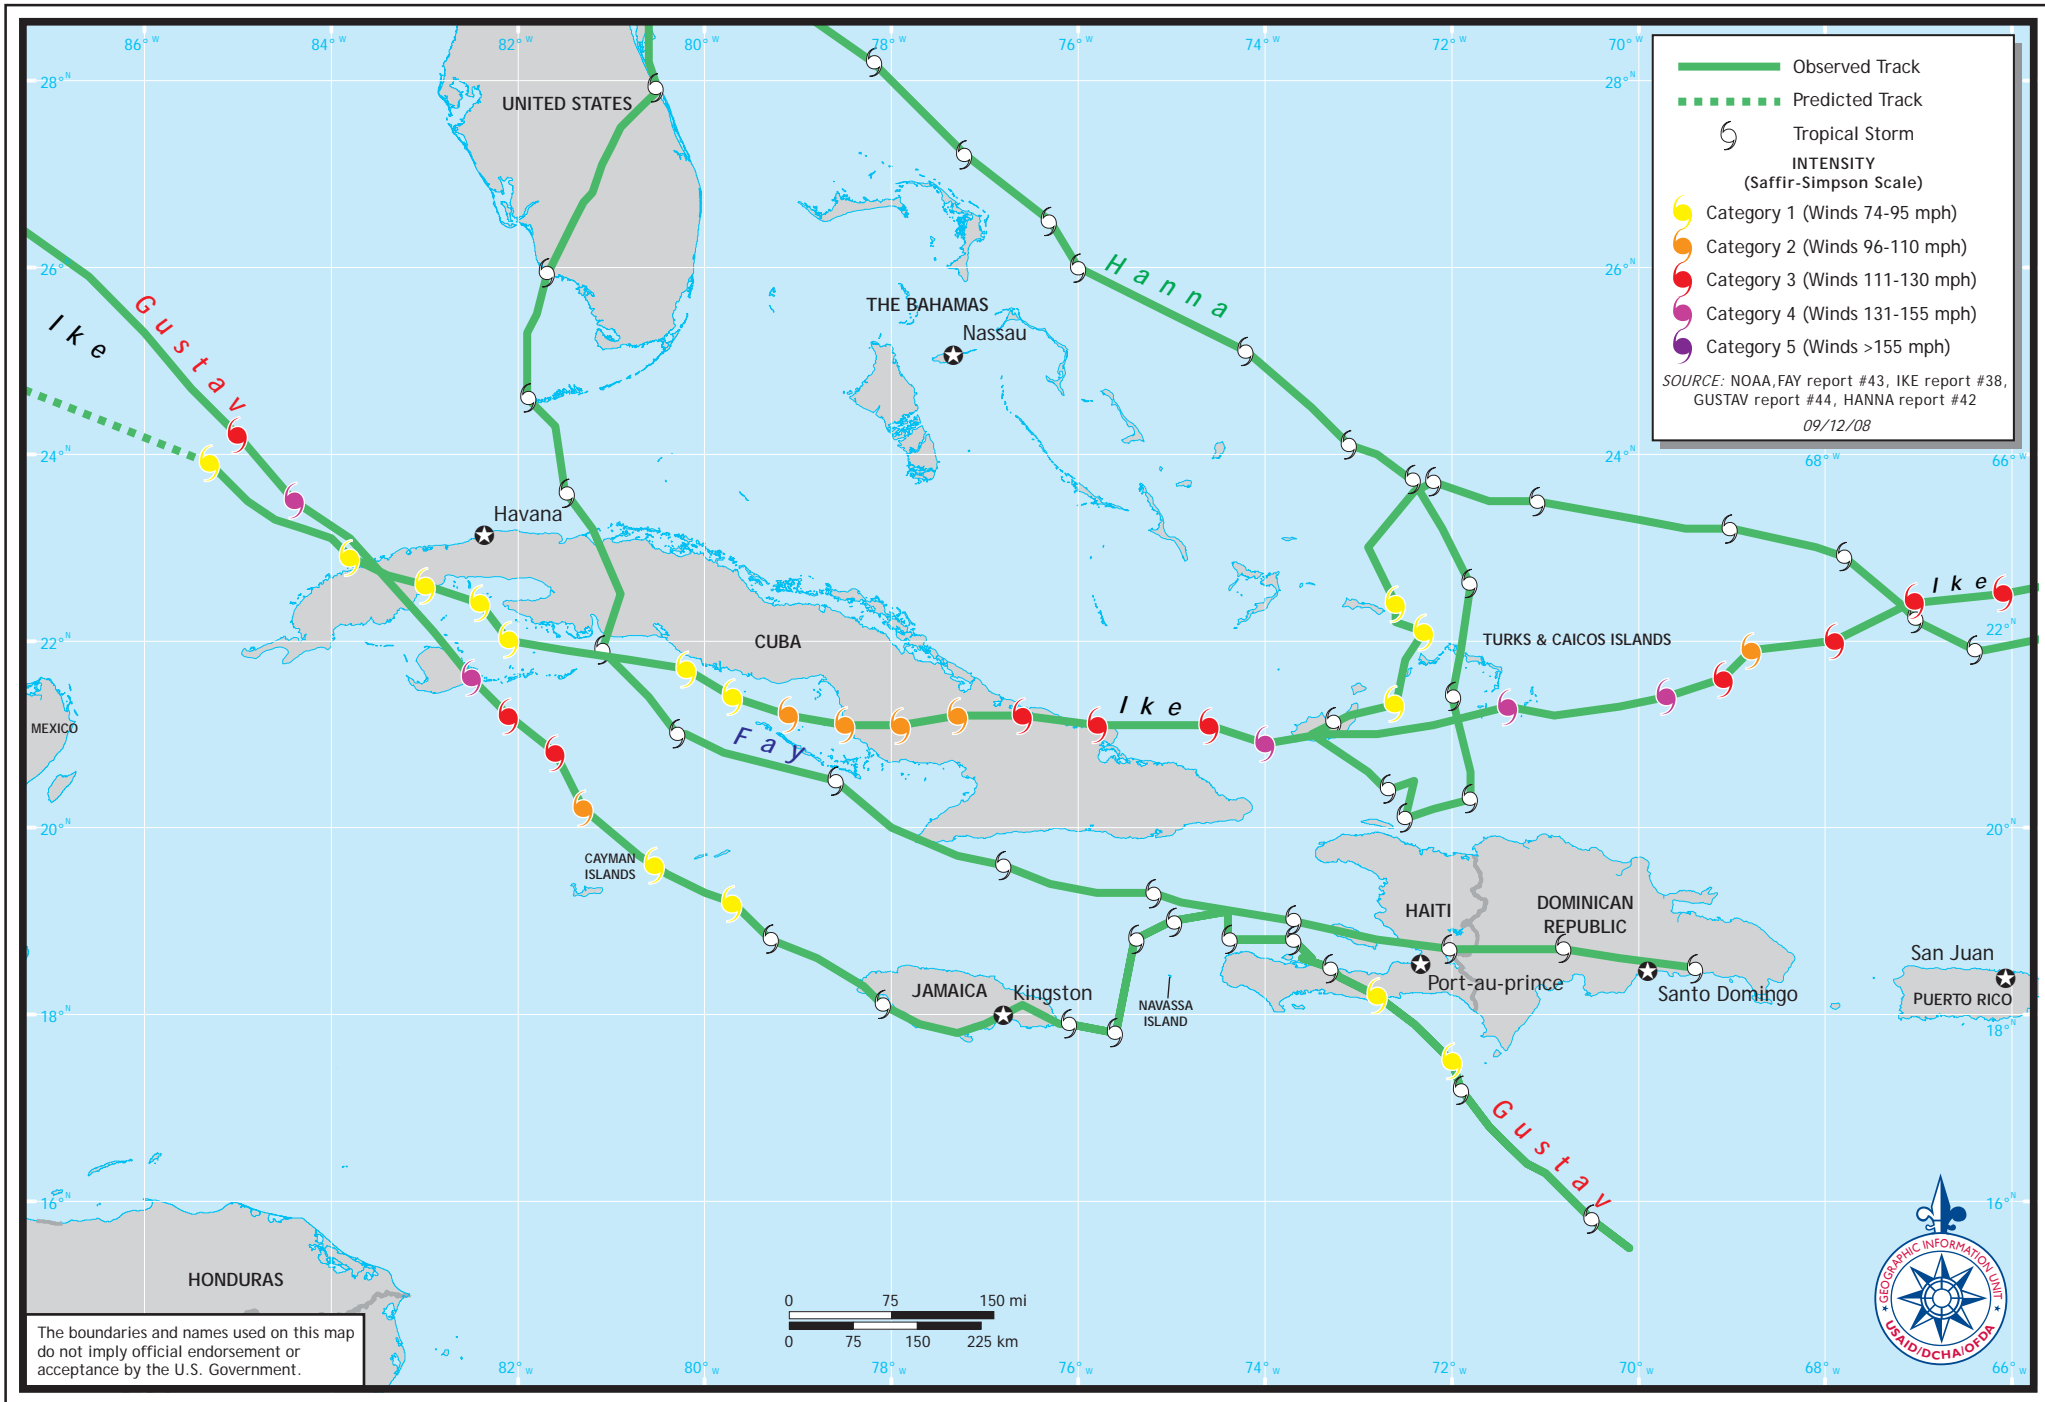 86° W
84° W
82° W
80° W
78° W
76° W
74° W
72° W
70° W
28° N
28° N
Observed Track
Predicted Track
Tropical Storm
INTENSITY
(Saffir-Simpson Scale)
Category 1 (Winds 74-95 mph)
Category 2 (Winds 96-110 mph)
Category 3 (Winds 111-130 mph)
Category 4 (Winds 131-155 mph)
Category 5 (Winds >155 mph)
SOURCE: NOAA,FAY report #43, IKE report #38,
GUSTAV report #44, HANNA report #42
09/12/08
UNITED STATES
26° N
26° N
Hanna
Gustav
Ike
THE BAHAMAS
Nassau
24° N
24° N
68° W
66° W
Havana
Ike
22° N
22° N
CUBA
TURKS & CAICOS ISLANDS
MEXICO
Ike
Fay
20° N
20° N
CAYMAN
ISLANDS
HAITI
DOMINICAN
REPUBLIC
San Juan
JAMAICA
Kingston
Port-au-prince
Santo Domingo
PUERTO RICO
NAVASSA
ISLAND
18° N
18° N
Gustav
16° N
16° N
HONDURAS
GEOGRAPHIC INFORMATION UNIT
USAID/DCHA/OFDA
0 75 150 mi
0 75 150 225 km
The boundaries and names used on this map
do not imply official endorsement or
acceptance by the U.S. Government.
82° W
80° W
78° W
76° W
74° W
72° W
70° W
68° W
66° W